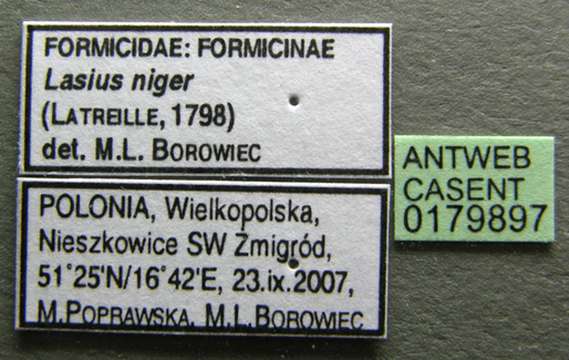 FORMICIDAE: FORMICINAE
Lasius niger
(LATREILLE, 1798)
det. M.L. BOROWIEC
POLONIA, Wielkopolska,
Nieszkowice SW Żmigród,
51°25'N/16°42'E, 23.ix.2007,
M.POPRAWSKA, M.L.BOROWIEC
ANTWEB
CASENT
0179897